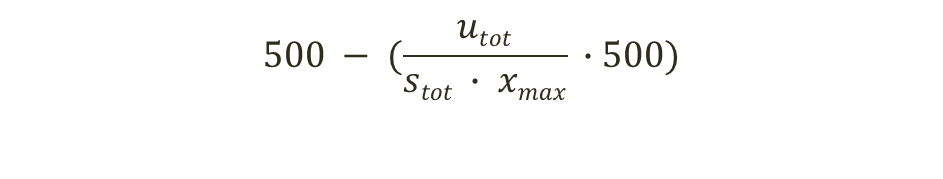 500 − (u_tot / s_tot · x_max · 500)